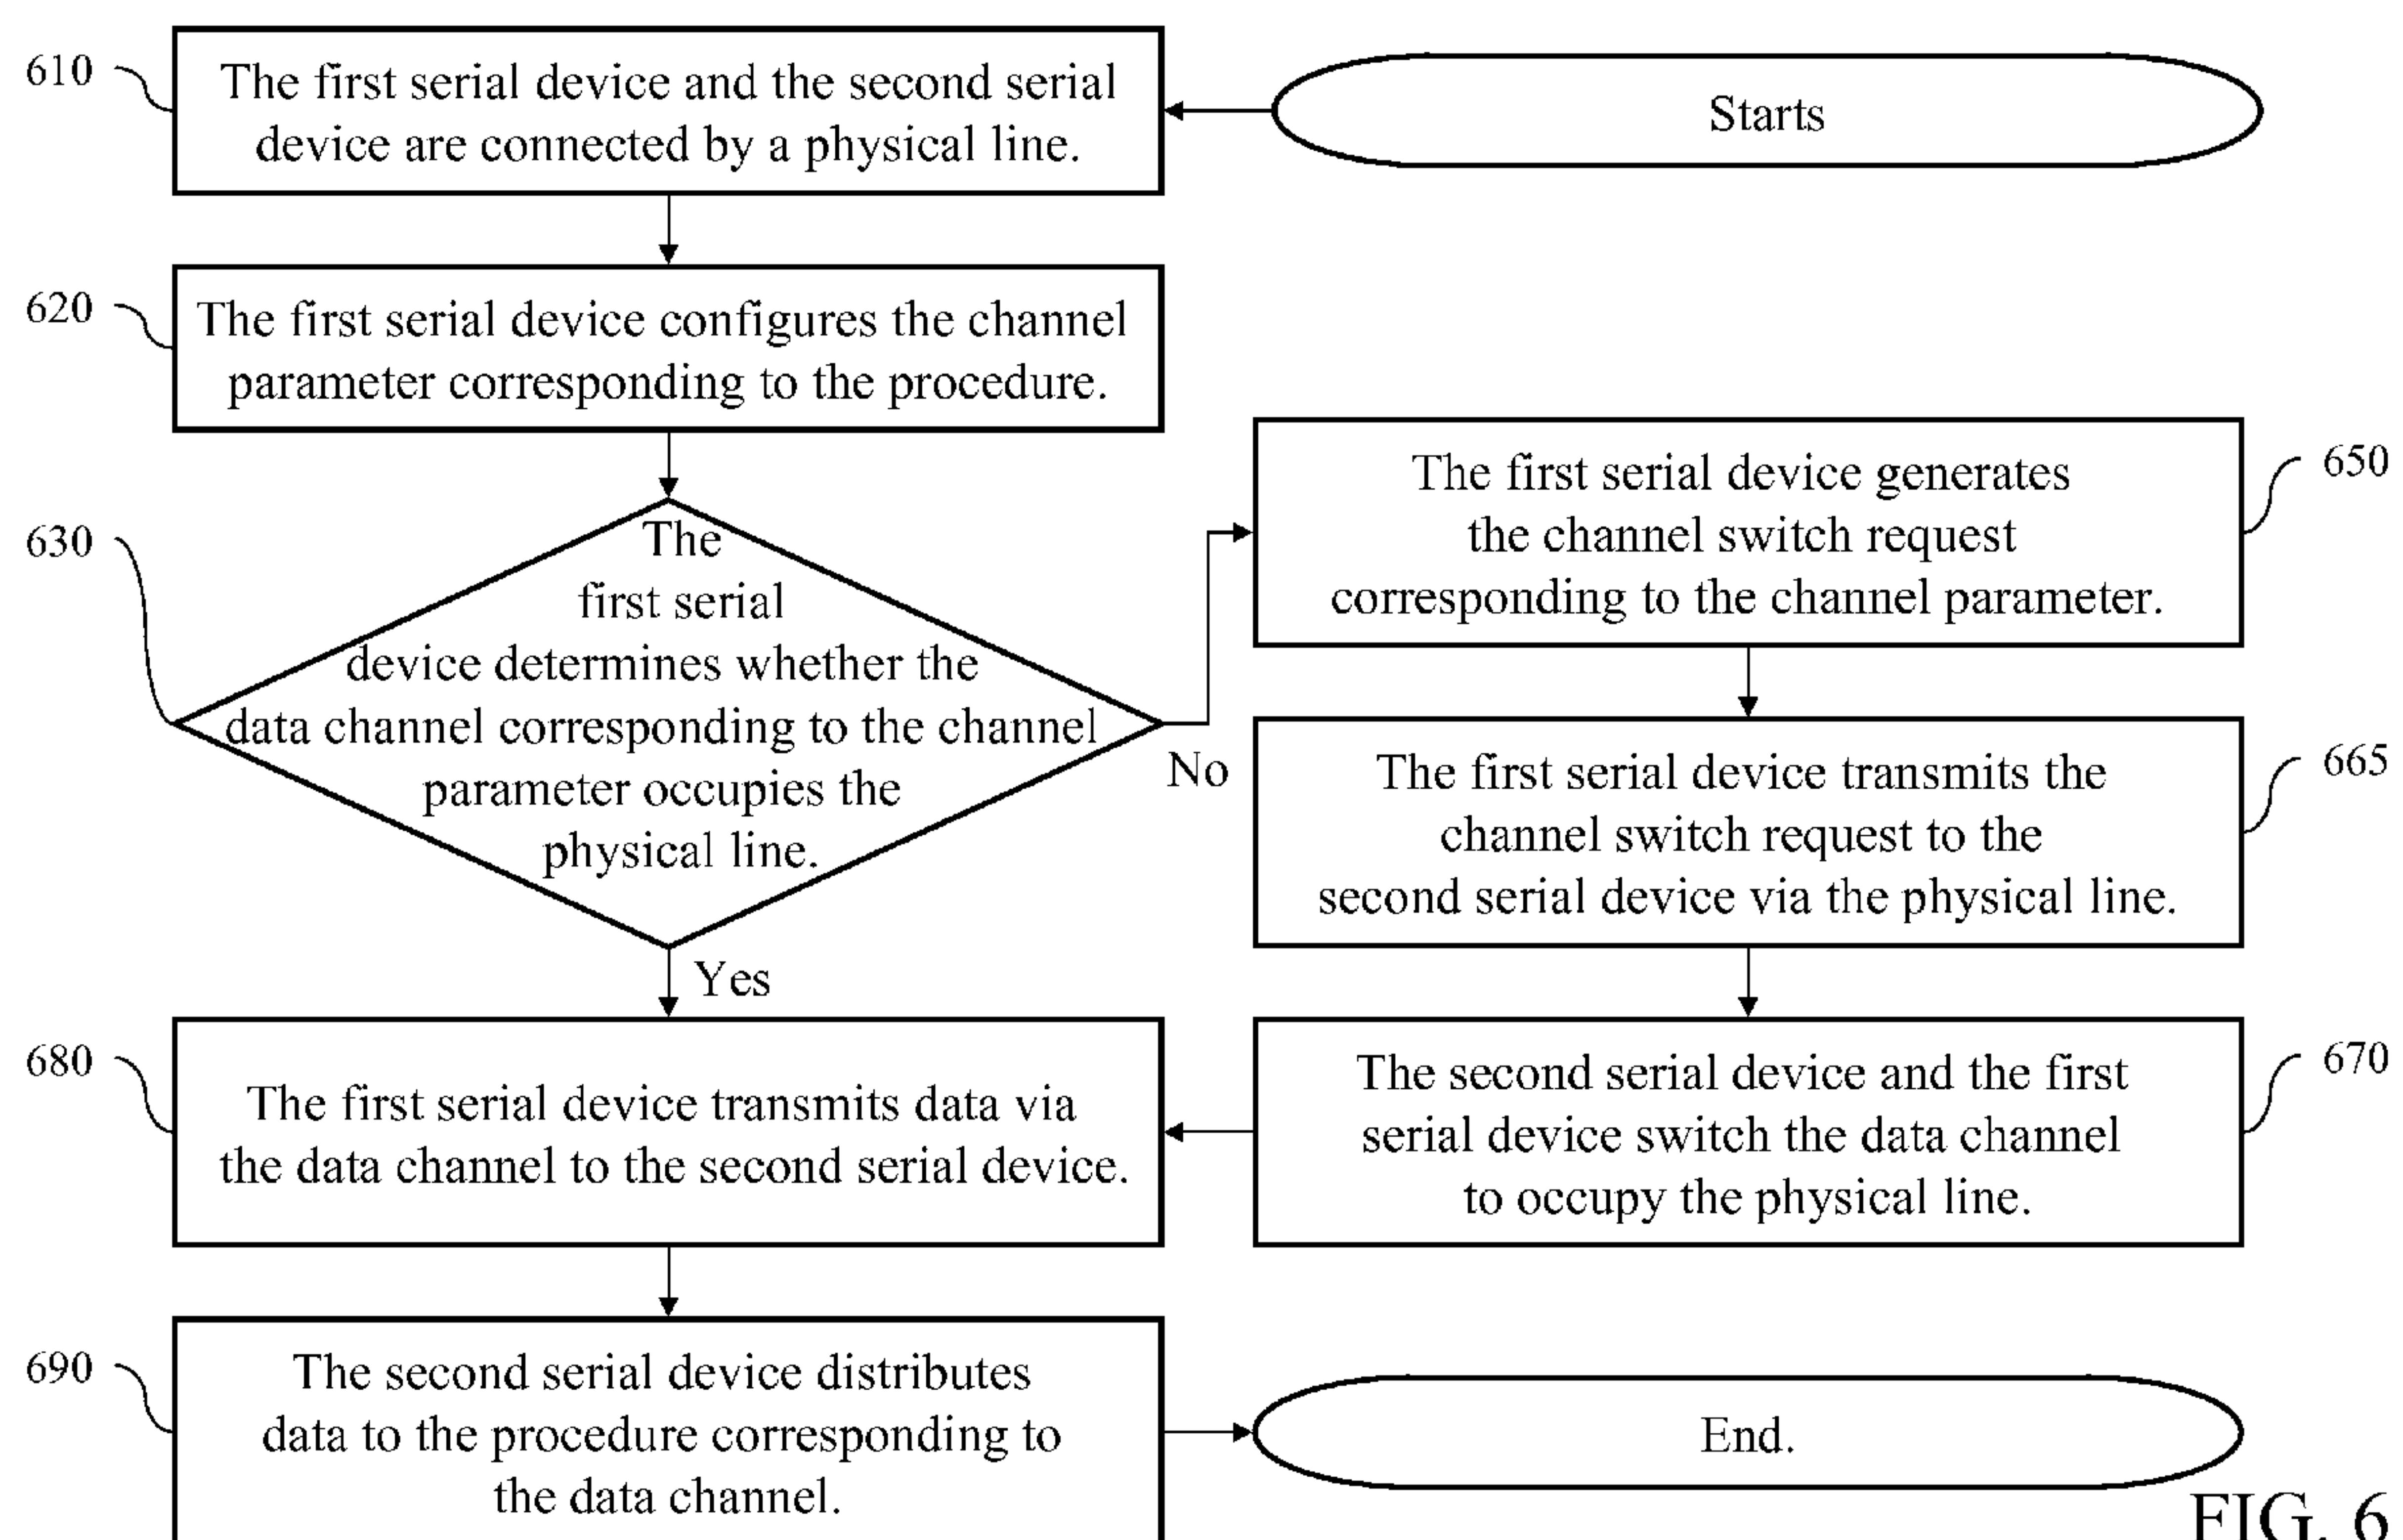 Starts
610
The first serial device and the second serial
device are connected by a physical line.
620
The first serial device configures the channel
parameter corresponding to the procedure.
630
The
first serial
device determines whether the
data channel corresponding to the channel
parameter occupies the
physical line.
No
Yes
650
The first serial device generates
the channel switch request
corresponding to the channel parameter.
665
The first serial device transmits the
channel switch request to the
second serial device via the physical line.
670
The second serial device and the first
serial device switch the data channel
to occupy the physical line.
680
The first serial device transmits data via
the data channel to the second serial device.
690
The second serial device distributes
data to the procedure corresponding to
the data channel.
End.
FIG. 6